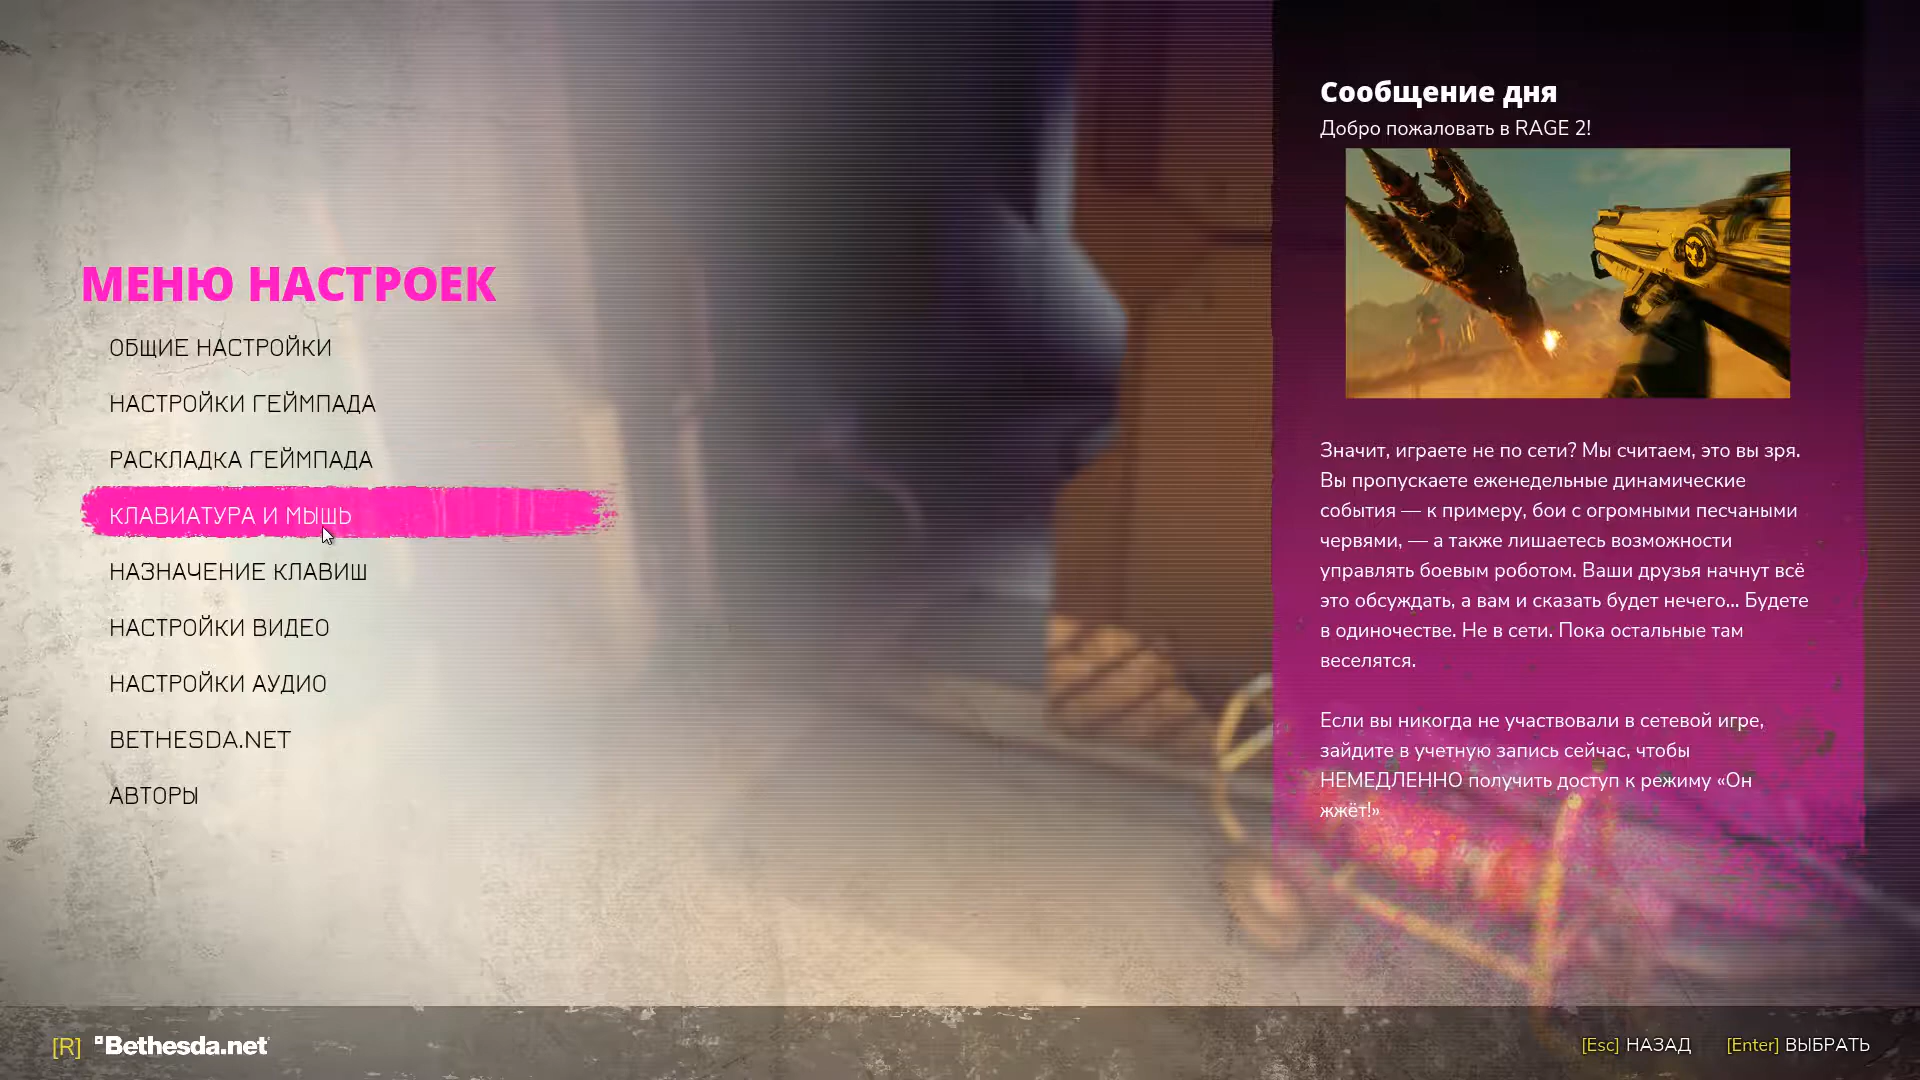 МЕНЮ НАСТРОЕК
ОБЩИЕ НАСТРОЙКИ
НАСТРОЙКИ ГЕЙМПАДА
РАСКЛАДКА ГЕЙМПАДА
КЛАВИАТУРА И МЫШЬ
НАЗНАЧЕНИЕ КЛАВИШ
НАСТРОЙКИ ВИДЕО
НАСТРОЙКИ АУДИО
BETHESDA.NET
АВТОРЫ
Сообщение дня
Добро пожаловать в RAGE 2!
Значит, играете не по сети? Мы считаем, это вы зря.
Вы пропускаете еженедельные динамические
события — к примеру, бои с огромными песчаными
червями, — а также лишаетесь возможности
управлять боевым роботом. Ваши друзья начнут всё
это обсуждать, а вам и сказать будет нечего... Будете
в одиночестве. Не в сети. Пока остальные там
веселятся.
Если вы никогда не участвовали в сетевой игре,
зайдите в учетную запись сейчас, чтобы
НЕМЕДЛЕННО получить доступ к режиму «Он
жжёт!»
[R] Bethesda.net
[Esc] НАЗАД [Enter] ВЫБРАТЬ